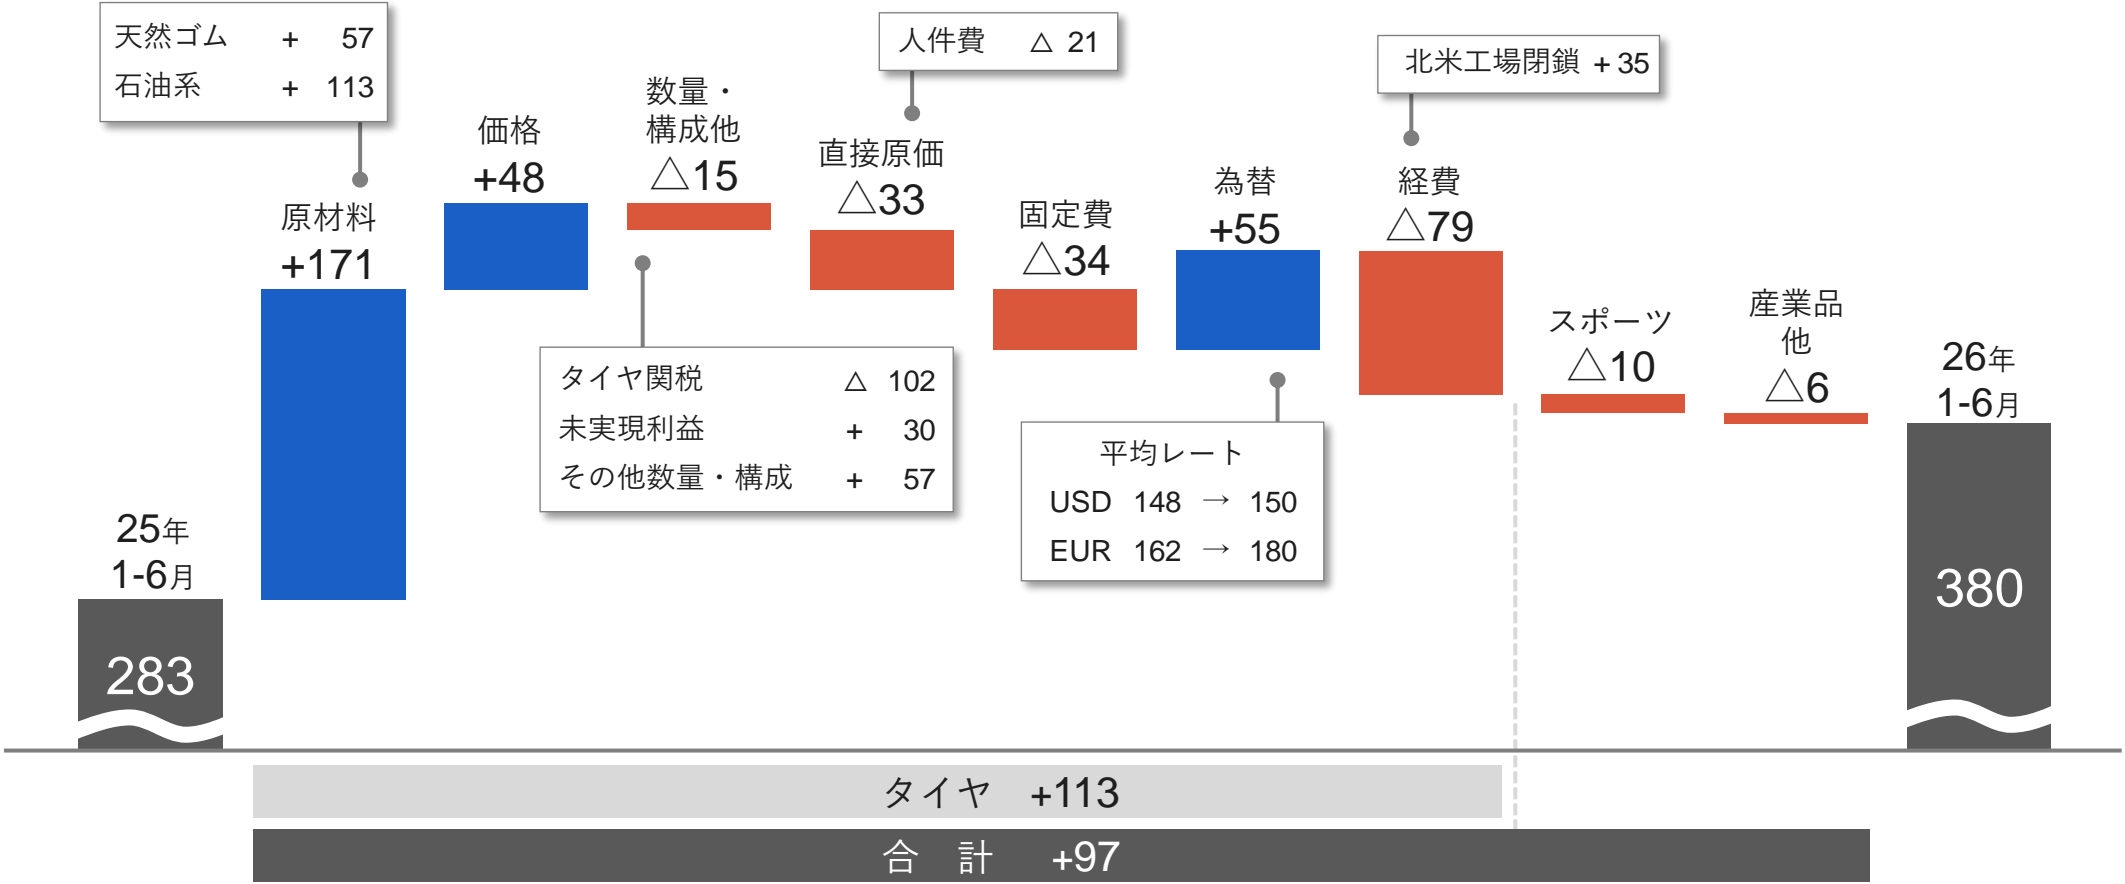 天然ゴム + 57
石油系 + 113
原材料
+171
価格
+48
数量・
構成他
△15
タイヤ関税 △ 102
未実現利益 + 30
その他数量・構成 + 57
人件費 △ 21
直接原価
△33
固定費
△34
為替
+55
平均レート
USD 148 → 150
EUR 162 → 180
北米工場閉鎖 + 35
経費
△79
スポーツ
△10
産業品
他
△6
25年
1-6月
283
26年
1-6月
380
タイヤ +113
合 計 +97